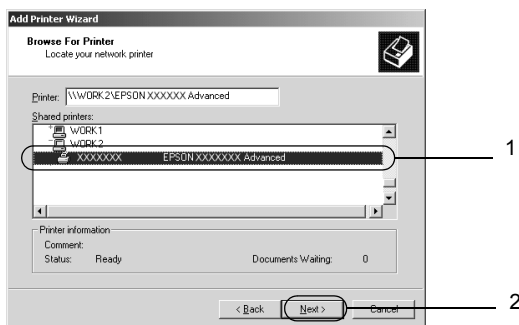 Add Printer Wizard
Browse For Printer
Locate your network printer
Printer: \\WORK2\EPSON XXXXXX Advanced
Shared printers:
WORK1
WORK2
XXXXXXX EPSON XXXXXXX Advanced
1
Printer information
Comment:
Status: Ready Documents Waiting: 0
< Back Next > Cancel
2